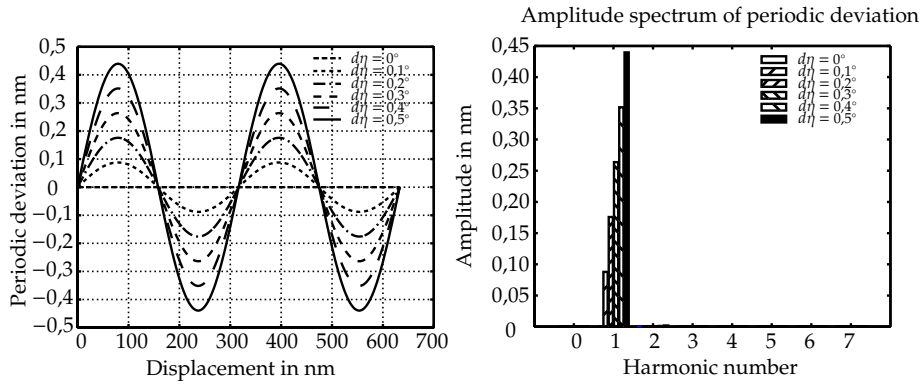 Periodic deviation in nm
0,5
0,4
0,3
0,2
0,1
0
−0,1
−0,2
−0,3
−0,4
−0,5
0 100 200 300 400 500 600 700
Displacement in nm
dη = 0°
dη = 0,1°
dη = 0,2°
dη = 0,3°
dη = 0,4°
dη = 0,5°
Amplitude spectrum of periodic deviation
Amplitude in nm
0,45
0,40
0,35
0,30
0,25
0,20
0,15
0,10
0,05
0
0 1 2 3 4 5 6 7
Harmonic number
dη = 0°
dη = 0,1°
dη = 0,2°
dη = 0,3°
dη = 0,4°
dη = 0,5°